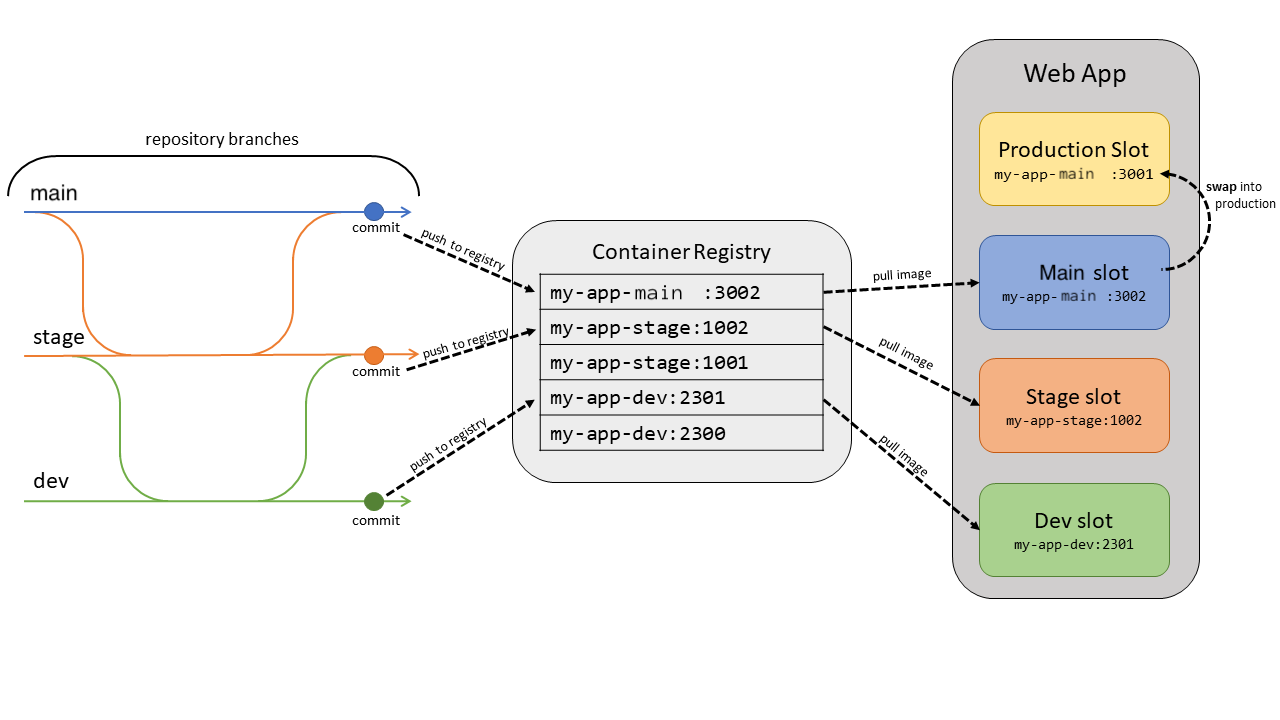 repository branches
main
commit
stage
commit
dev
commit
push to registry
push to registry
push to registry
Container Registry
my-app-main :3002
my-app-stage:1002
my-app-stage:1001
my-app-dev:2301
my-app-dev:2300
pull image
pull image
pull image
Web App
Production Slot
my-app-main :3001
swap into
production
Main slot
my-app-main :3002
Stage slot
my-app-stage:1002
Dev slot
my-app-dev:2301